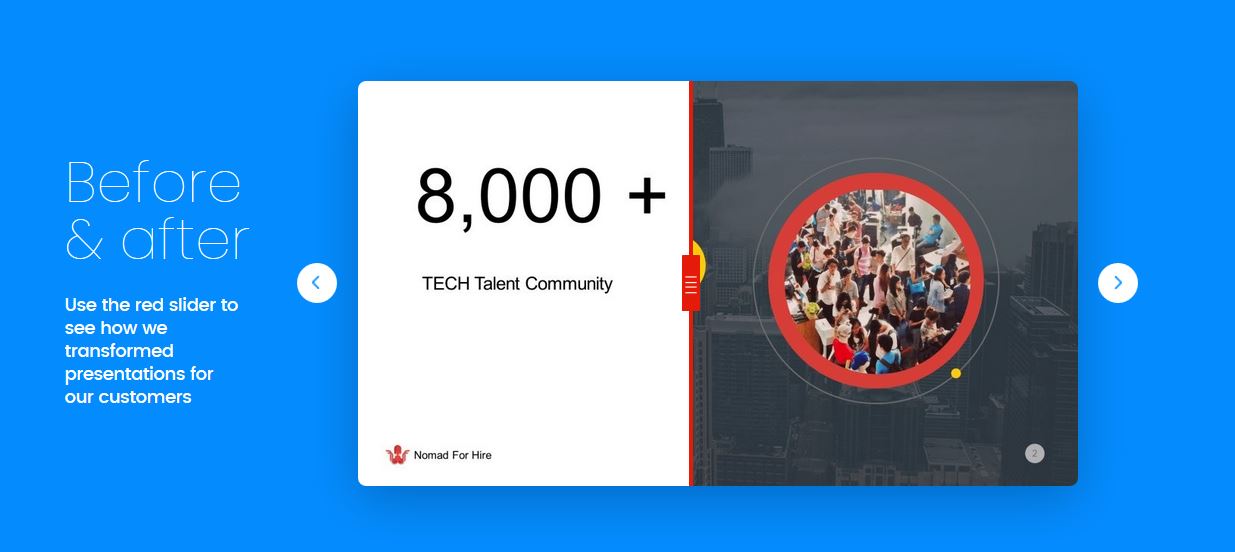 Before
& after
Use the red slider to
see how we
transformed
presentations for
our customers
8,000 +
TECH Talent Community
Nomad For Hire
2